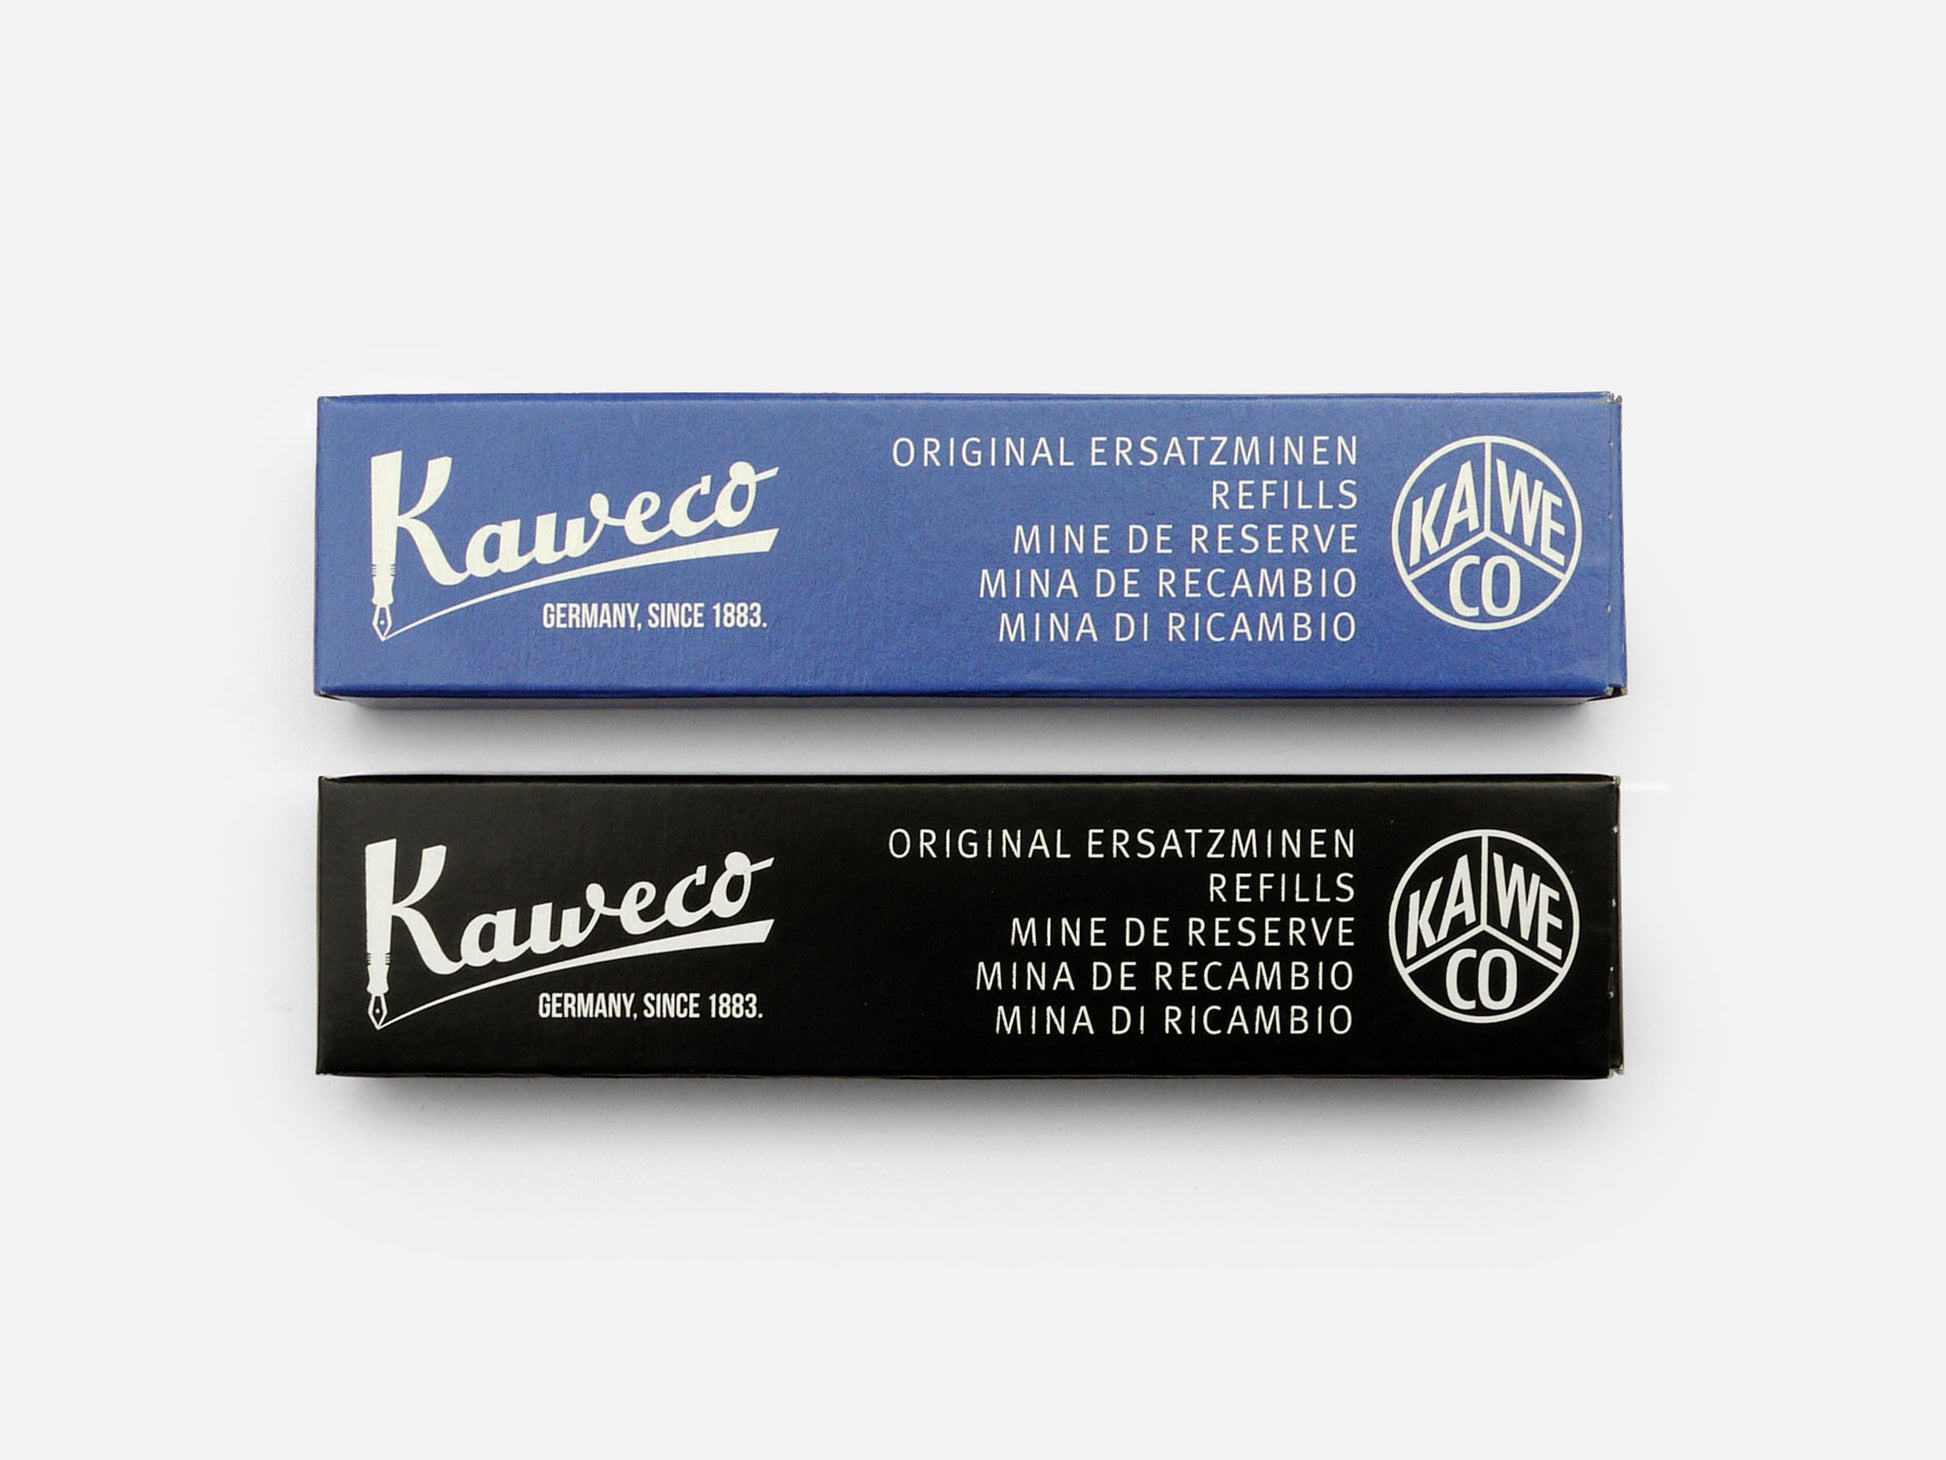 Kaweco
GERMANY, SINCE 1883.
ORIGINAL ERSATZMINEN
REFILLS
MINE DE RESERVE
MINA DE RECAMBIO
MINA DI RICAMBIO
KA WE
CO
Kaweco
GERMANY, SINCE 1883.
ORIGINAL ERSATZMINEN
REFILLS
MINE DE RESERVE
MINA DE RECAMBIO
MINA DI RICAMBIO
KA WE
CO